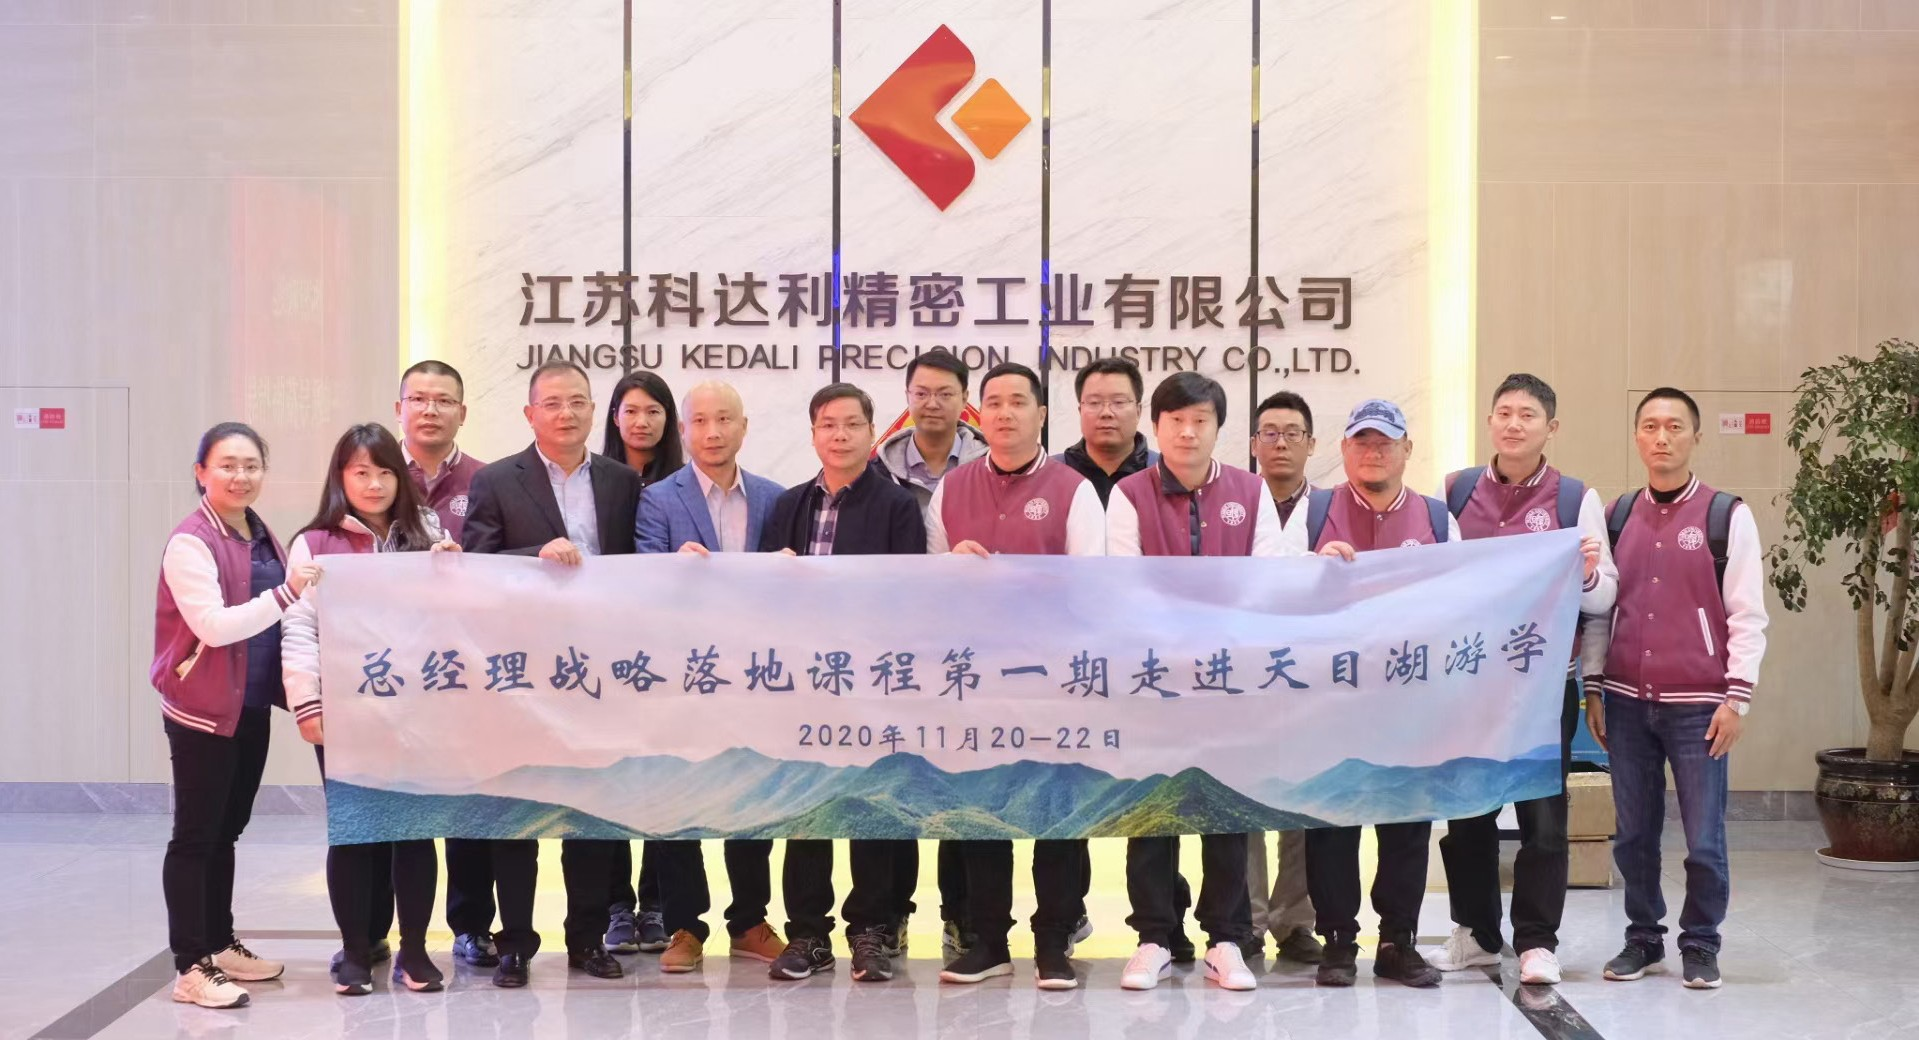 江苏科达利精密工业有限公司
JIANGSU KEDALI PRECISION INDUSTRY CO.,LTD.
总经理战略落地课程第一期走进天目湖游学
2020年11月20—22日